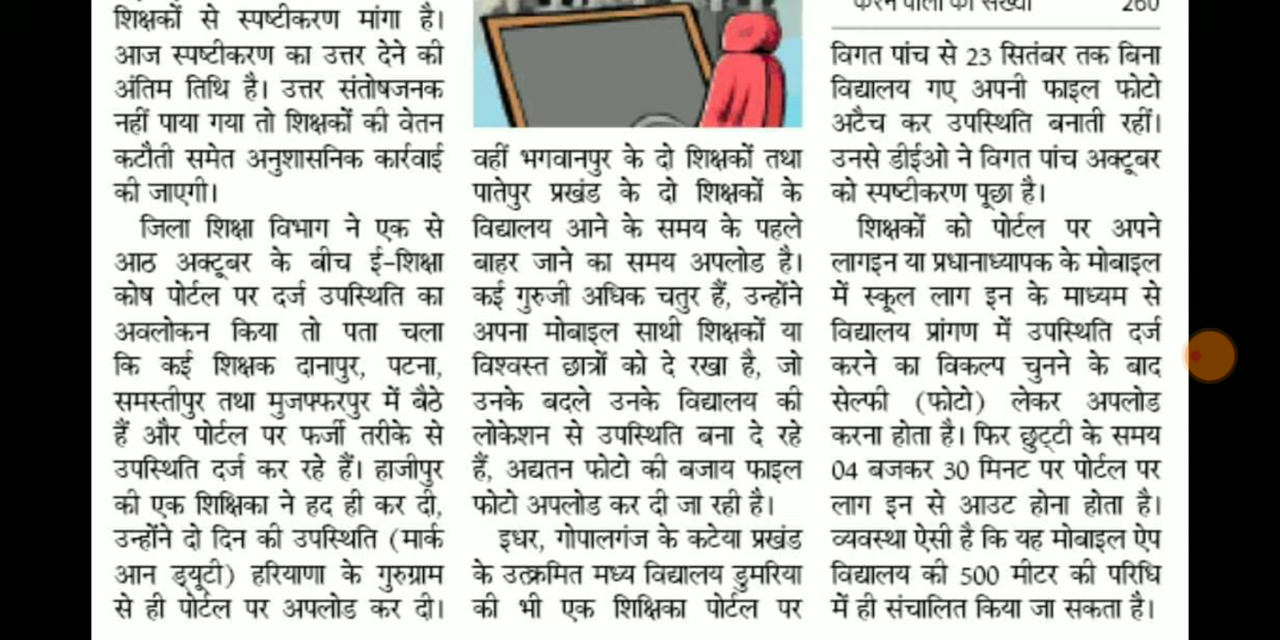 शिक्षकों से स्पष्टीकरण मांगा है।
आज स्पष्टीकरण का उत्तर देने की
अंतिम तिथि है। उत्तर संतोषजनक
नहीं पाया गया तो शिक्षकों की वेतन
कटौती समेत अनुशासनिक कार्रवाई
की जाएगी।
जिला शिक्षा विभाग ने एक से
आठ अक्टूबर के बीच ई-शिक्षा
कोष पोर्टल पर दर्ज उपस्थिति का
अवलोकन किया तो पता चला
कि कई शिक्षक दानापुर, पटना,
समस्तीपुर तथा मुजफ्फरपुर में बैठे
हैं और पोर्टल पर फर्जी तरीके से
उपस्थिति दर्ज कर रहे हैं। हाजीपुर
की एक शिक्षिका ने हद ही कर दी,
उन्होंने दो दिन की उपस्थिति (मार्क
आन ड्यूटी) हरियाणा के गुरुग्राम
से ही पोर्टल पर अपलोड कर दी।
वहीं भगवानपुर के दो शिक्षकों तथा
पातेपुर प्रखंड के दो शिक्षकों के
विद्यालय आने के समय के पहले
बाहर जाने का समय अपलोड है।
कई गुरुजी अधिक चतुर हैं, उन्होंने
अपना मोबाइल साथी शिक्षकों या
विश्वस्त छात्रों को दे रखा है, जो
उनके बदले उनके विद्यालय की
लोकेशन से उपस्थिति बना दे रहे
हैं, अद्यतन फोटो की बजाय फाइल
फोटो अपलोड कर दी जा रही है।
इधर, गोपालगंज के कटेया प्रखंड
के उत्क्रमित मध्य विद्यालय डुमरिया
की भी एक शिक्षिका पोर्टल पर
करने वालों की संख्या 260
विगत पांच से 23 सितंबर तक बिना
विद्यालय गए अपनी फाइल फोटो
अटैच कर उपस्थिति बनाती रहीं।
उनसे डीईओ ने विगत पांच अक्टूबर
को स्पष्टीकरण पूछा है।
शिक्षकों को पोर्टल पर अपने
लागइन या प्रधानाध्यापक के मोबाइल
में स्कूल लाग इन के माध्यम से
विद्यालय प्रांगण में उपस्थिति दर्ज
करने का विकल्प चुनने के बाद
सेल्फी (फोटो) लेकर अपलोड
करना होता है। फिर छुट्टी के समय
04 बजकर 30 मिनट पर पोर्टल पर
लाग इन से आउट होना होता है।
व्यवस्था ऐसी है कि यह मोबाइल ऐप
विद्यालय की 500 मीटर की परिधि
में ही संचालित किया जा सकता है।